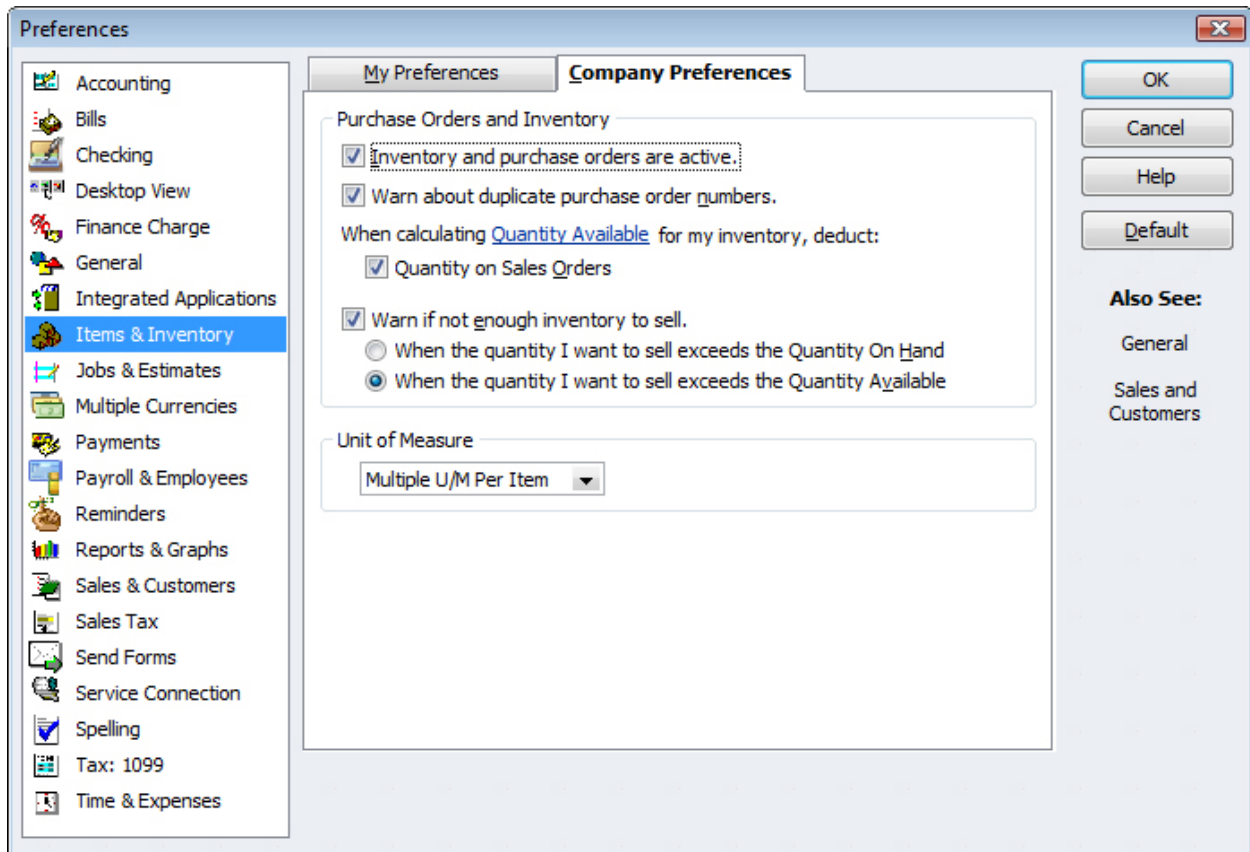 Preferences
Accounting
Bills
Checking
Desktop View
Finance Charge
General
Integrated Applications
Items & Inventory
Jobs & Estimates
Multiple Currencies
Payments
Payroll & Employees
Reminders
Reports & Graphs
Sales & Customers
Sales Tax
Send Forms
Service Connection
Spelling
Tax: 1099
Time & Expenses
My Preferences
Company Preferences
Purchase Orders and Inventory
Inventory and purchase orders are active.
Warn about duplicate purchase order numbers.
When calculating Quantity Available for my inventory, deduct:
Quantity on Sales Orders
Warn if not enough inventory to sell.
When the quantity I want to sell exceeds the Quantity On Hand
When the quantity I want to sell exceeds the Quantity Available
Unit of Measure
Multiple U/M Per Item
OK
Cancel
Help
Default
Also See:
General
Sales and
Customers